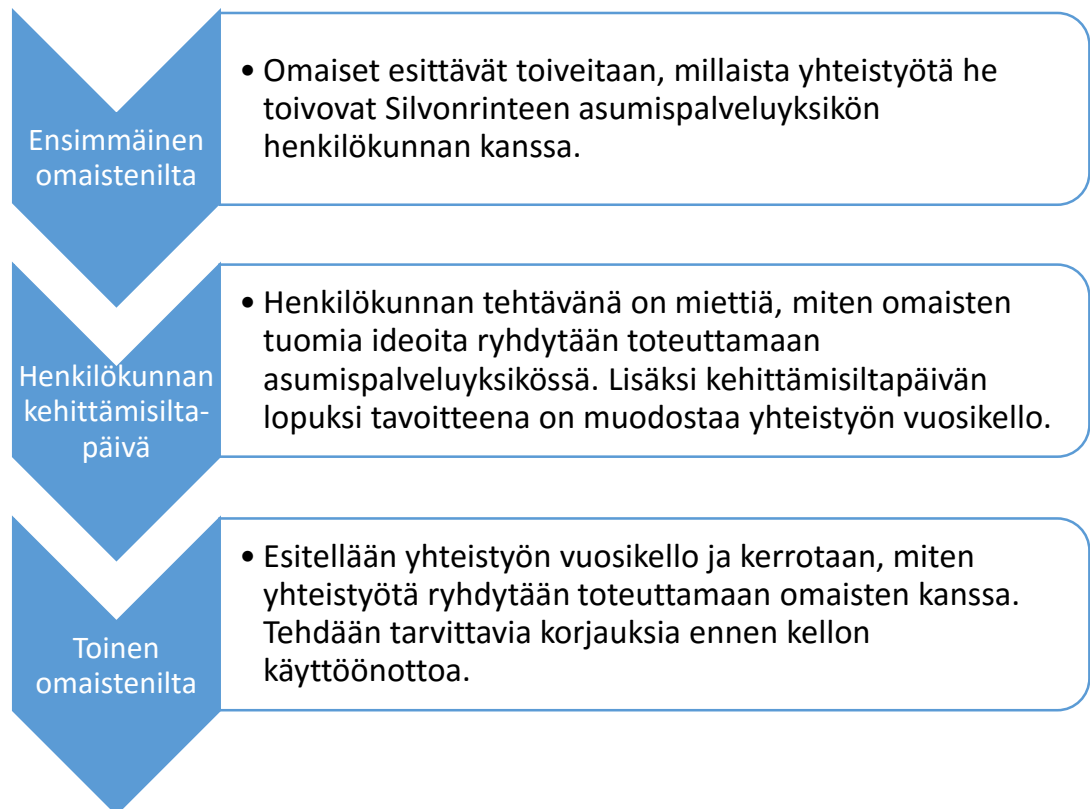 Ensimmäinen
omaistenilta
• Omaiset esittävät toiveitaan, millaista yhteistyötä he
toivovat Silvonrinteen asumispalveluyksikön
henkilökunnan kanssa.
Henkilökunnan
kehittämisilta-
päivä
• Henkilökunnan tehtävänä on miettiä, miten omaisten
tuomia ideoita ryhdytään toteuttamaan
asumispalveluyksikössä. Lisäksi kehittämisiltapäivän
lopuksi tavoitteena on muodostaa yhteistyön vuosikello.
Toinen
omaistenilta
• Esitellään yhteistyön vuosikello ja kerrotaan, miten
yhteistyötä ryhdytään toteuttamaan omaisten kanssa.
Tehdään tarvittavia korjauksia ennen kellon
käyttöönottoa.